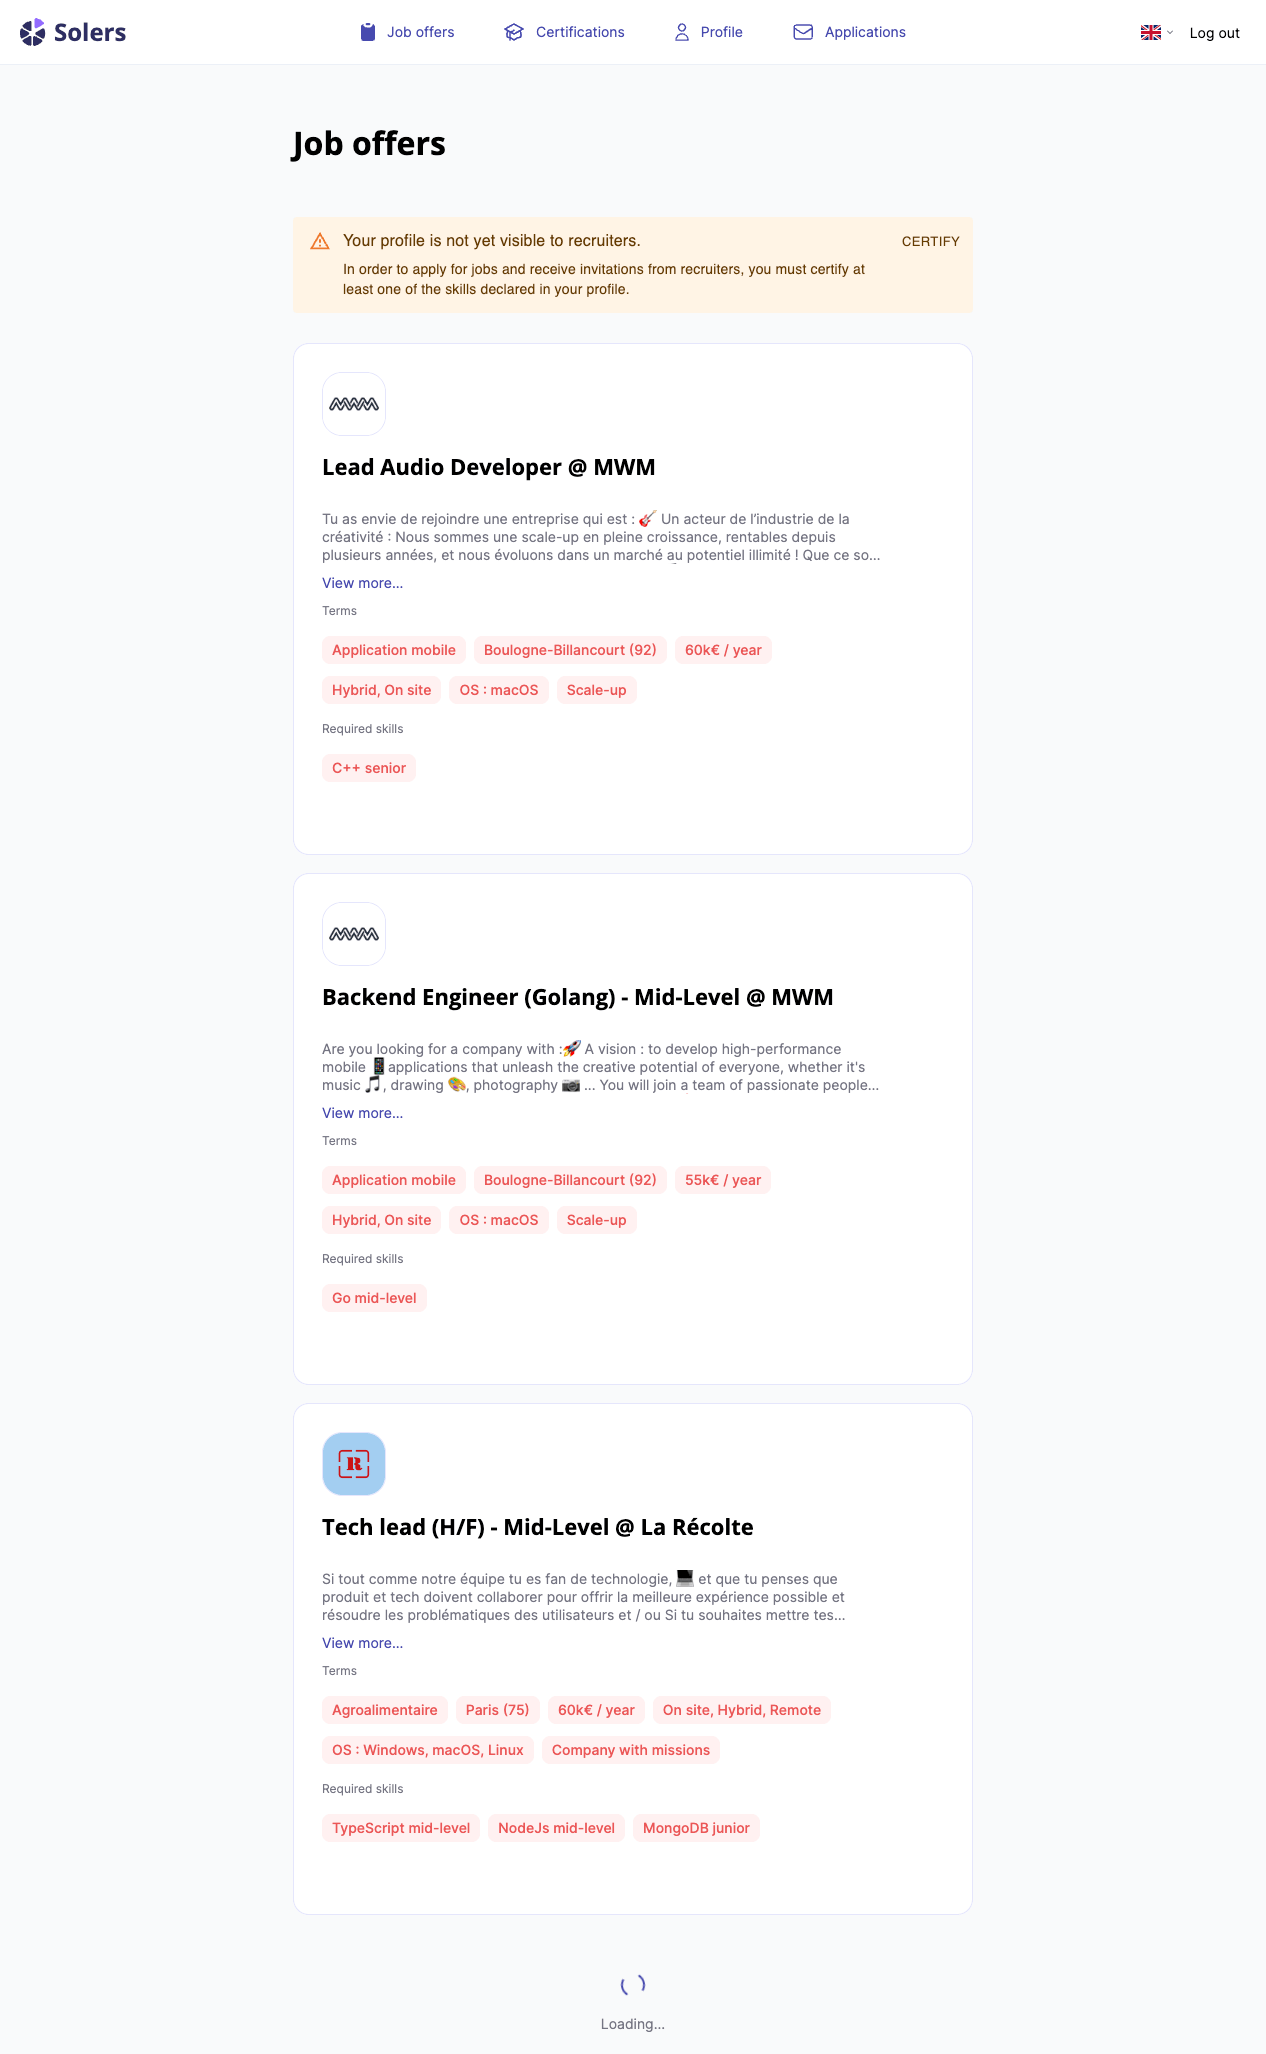 Solers
Job offers
Certifications
Profile
Applications
Log out
Job offers
Your profile is not yet visible to recruiters.
CERTIFY
In order to apply for jobs and receive invitations from recruiters, you must certify at
least one of the skills declared in your profile.
MWM
Lead Audio Developer @ MWM
Tu as envie de rejoindre une entreprise qui est : 🎸 Un acteur de l’industrie de la
créativité : Nous sommes une scale-up en pleine croissance, rentables depuis
plusieurs années, et nous évoluons dans un marché au potentiel illimité ! Que ce so...
View more...
Terms
Application mobile
Boulogne-Billancourt (92)
60k€ / year
Hybrid, On site
OS : macOS
Scale-up
Required skills
C++ senior
MWM
Backend Engineer (Golang) - Mid-Level @ MWM
Are you looking for a company with :🚀 A vision : to develop high-performance
mobile 📱applications that unleash the creative potential of everyone, whether it's
music 🎵, drawing 🎨, photography 📷 ... You will join a team of passionate people...
View more...
Terms
Application mobile
Boulogne-Billancourt (92)
55k€ / year
Hybrid, On site
OS : macOS
Scale-up
Required skills
Go mid-level
R
Tech lead (H/F) - Mid-Level @ La Récolte
Si tout comme notre équipe tu es fan de technologie, 💻 et que tu penses que
produit et tech doivent collaborer pour offrir la meilleure expérience possible et
résoudre les problématiques des utilisateurs et / ou Si tu souhaites mettre tes...
View more...
Terms
Agroalimentaire
Paris (75)
60k€ / year
On site, Hybrid, Remote
OS : Windows, macOS, Linux
Company with missions
Required skills
TypeScript mid-level
NodeJs mid-level
MongoDB junior
Loading...